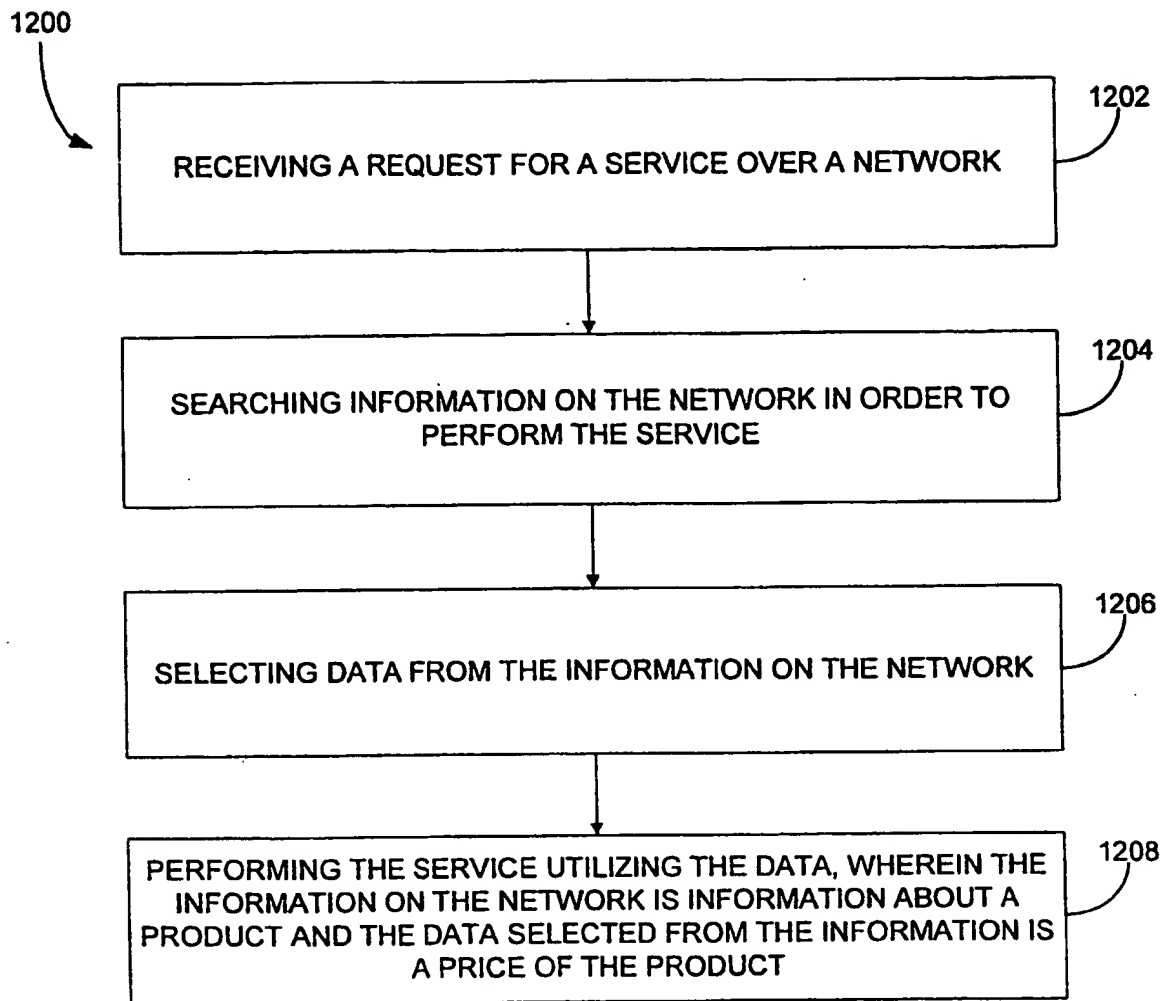 1200
1202
RECEIVING A REQUEST FOR A SERVICE OVER A NETWORK
1204
SEARCHING INFORMATION ON THE NETWORK IN ORDER TO
PERFORM THE SERVICE
1206
SELECTING DATA FROM THE INFORMATION ON THE NETWORK
1208
PERFORMING THE SERVICE UTILIZING THE DATA, WHEREIN THE
INFORMATION ON THE NETWORK IS INFORMATION ABOUT A
PRODUCT AND THE DATA SELECTED FROM THE INFORMATION IS
A PRICE OF THE PRODUCT